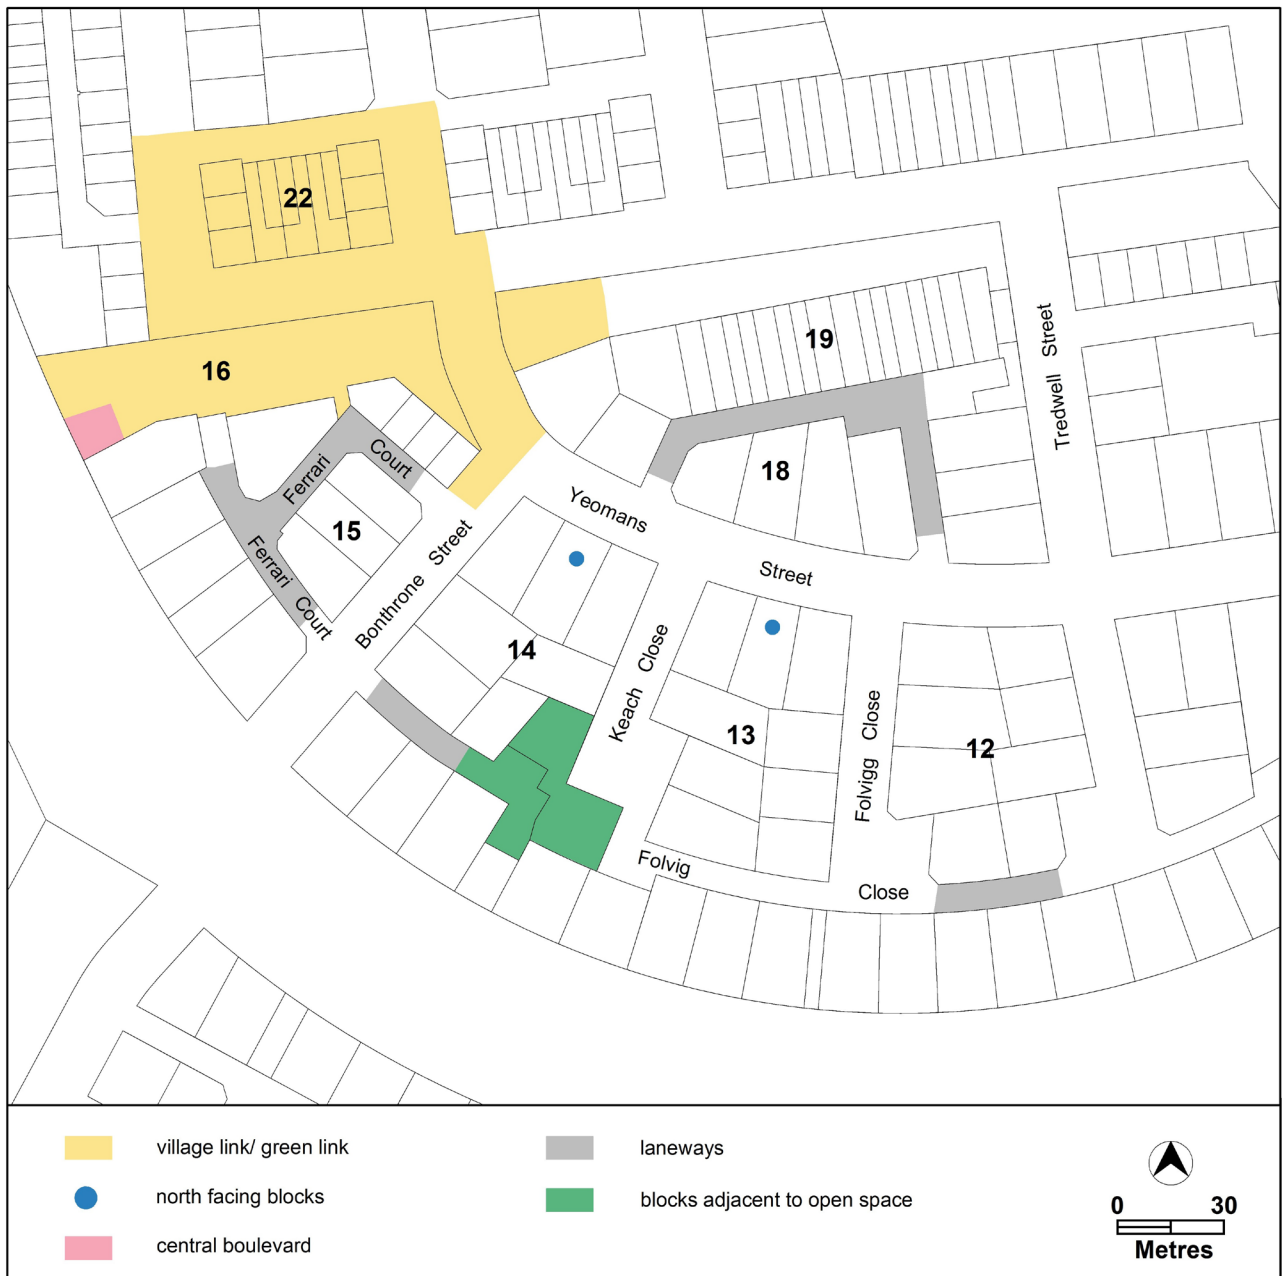 22
16
19
Tredwell Street
Ferrari Court
18
15
Yeomans
Street
Ferrari Court
Bonthrone Street
14
Keach Close
13
Folvigg Close
12
Folvig
Close
village link/ green link
north facing blocks
central boulevard
laneways
blocks adjacent to open space
0 30
Metres